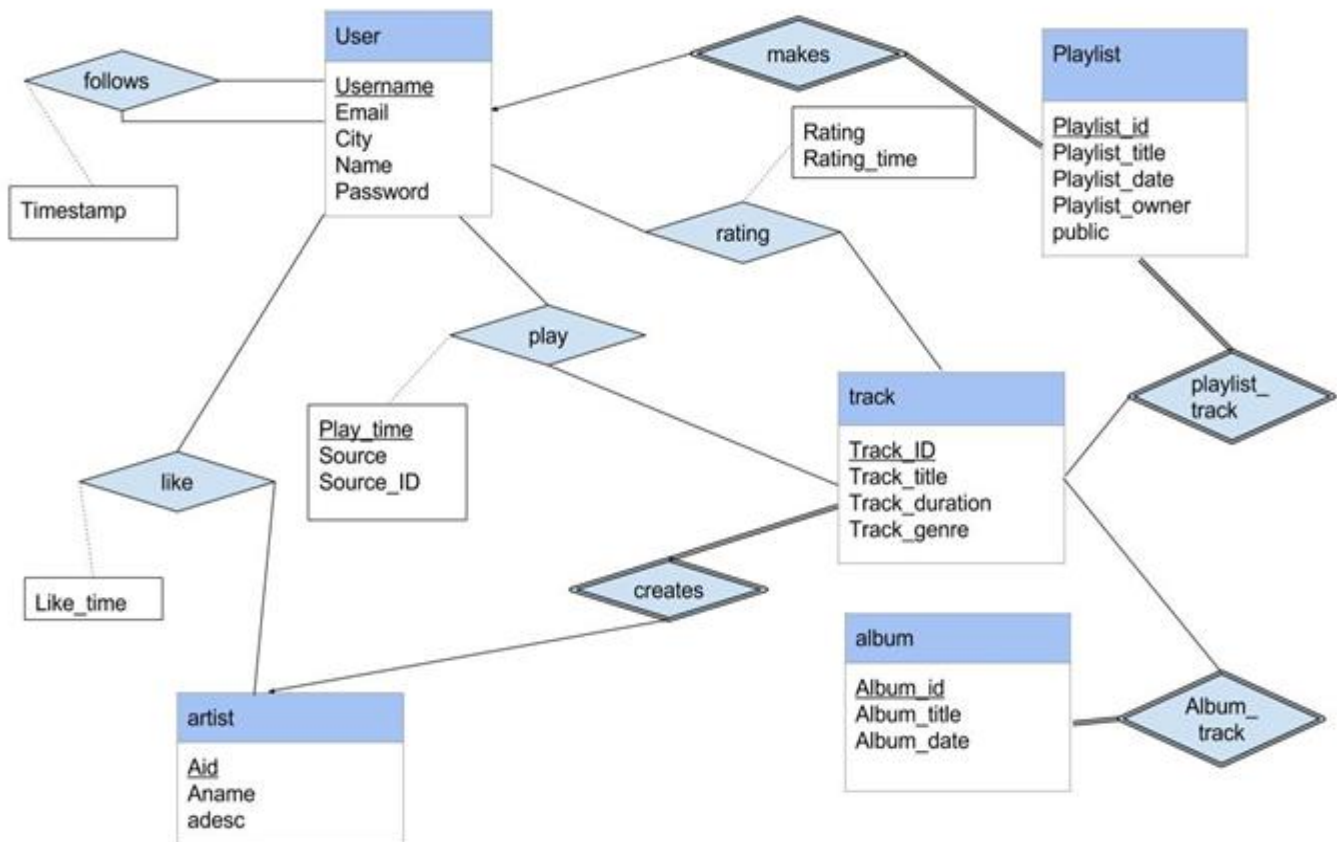 User
Username
Email
City
Name
Password
follows
Timestamp
makes
Playlist
Playlist_id
Playlist_title
Playlist_date
Playlist_owner
public
Rating
Rating_time
rating
play
Play_time
Source
Source_ID
like
Like_time
track
Track_ID
Track_title
Track_duration
Track_genre
playlist_
track
creates
album
Album_id
Album_title
Album_date
Album_
track
artist
Aid
Aname
adesc